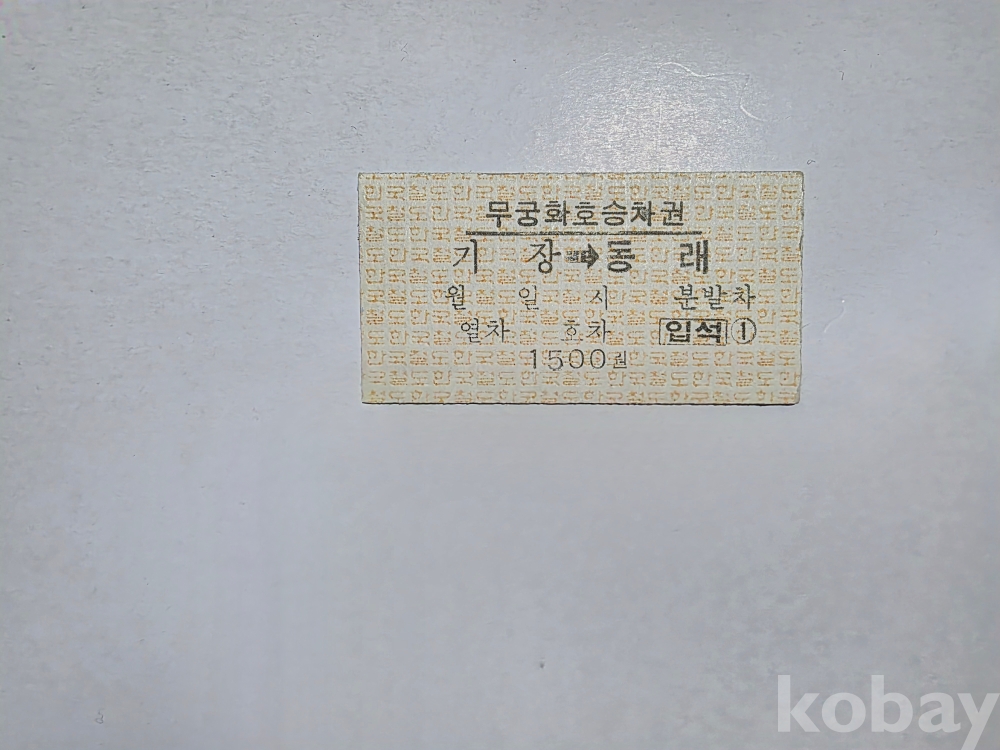 무궁화호승차권
기 장 ➡ 동 래
월 일 시 분발차
열차 호차 입석 ①
1500원
kobay